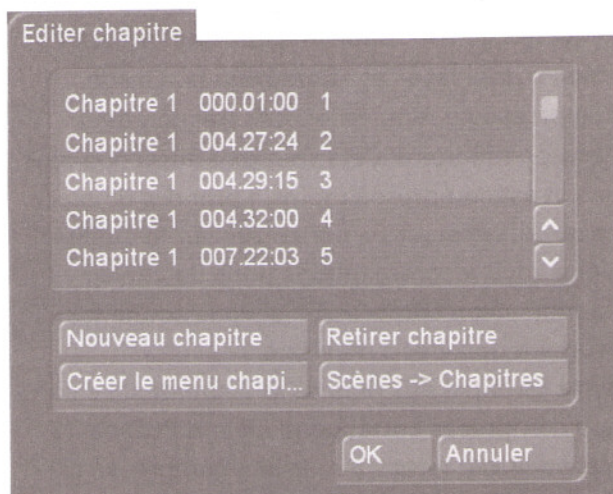 Editer chapitre
Chapitre 1 000.01:00 1
Chapitre 1 004.27:24 2
Chapitre 1 004.29:15 3
Chapitre 1 004.32:00 4
Chapitre 1 007.22:03 5
Nouveau chapitre Retirer chapitre
Créer le menu chapi... Scènes -> Chapitres
OK Annuler